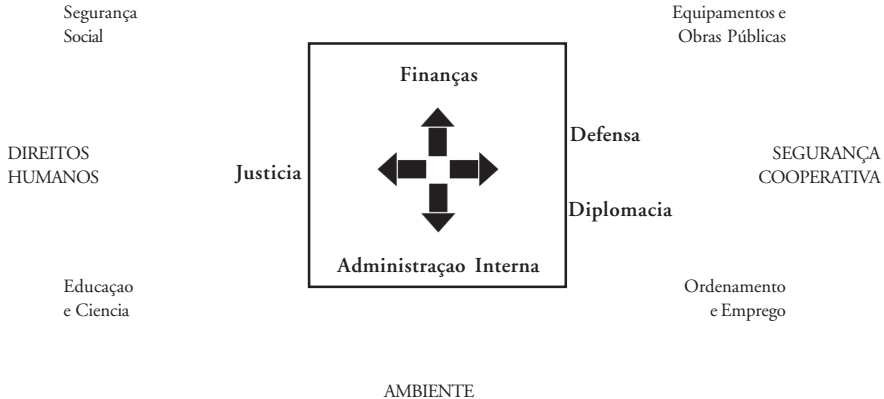 Segurança
Social
Equipamentos e
Obras Públicas
Finanças
Defensa
DIREITOS
HUMANOS
Justicia
SEGURANÇA
COOPERATIVA
Diplomacia
Administraçao Interna
Educaçao
e Ciencia
Ordenamento
e Emprego
AMBIENTE